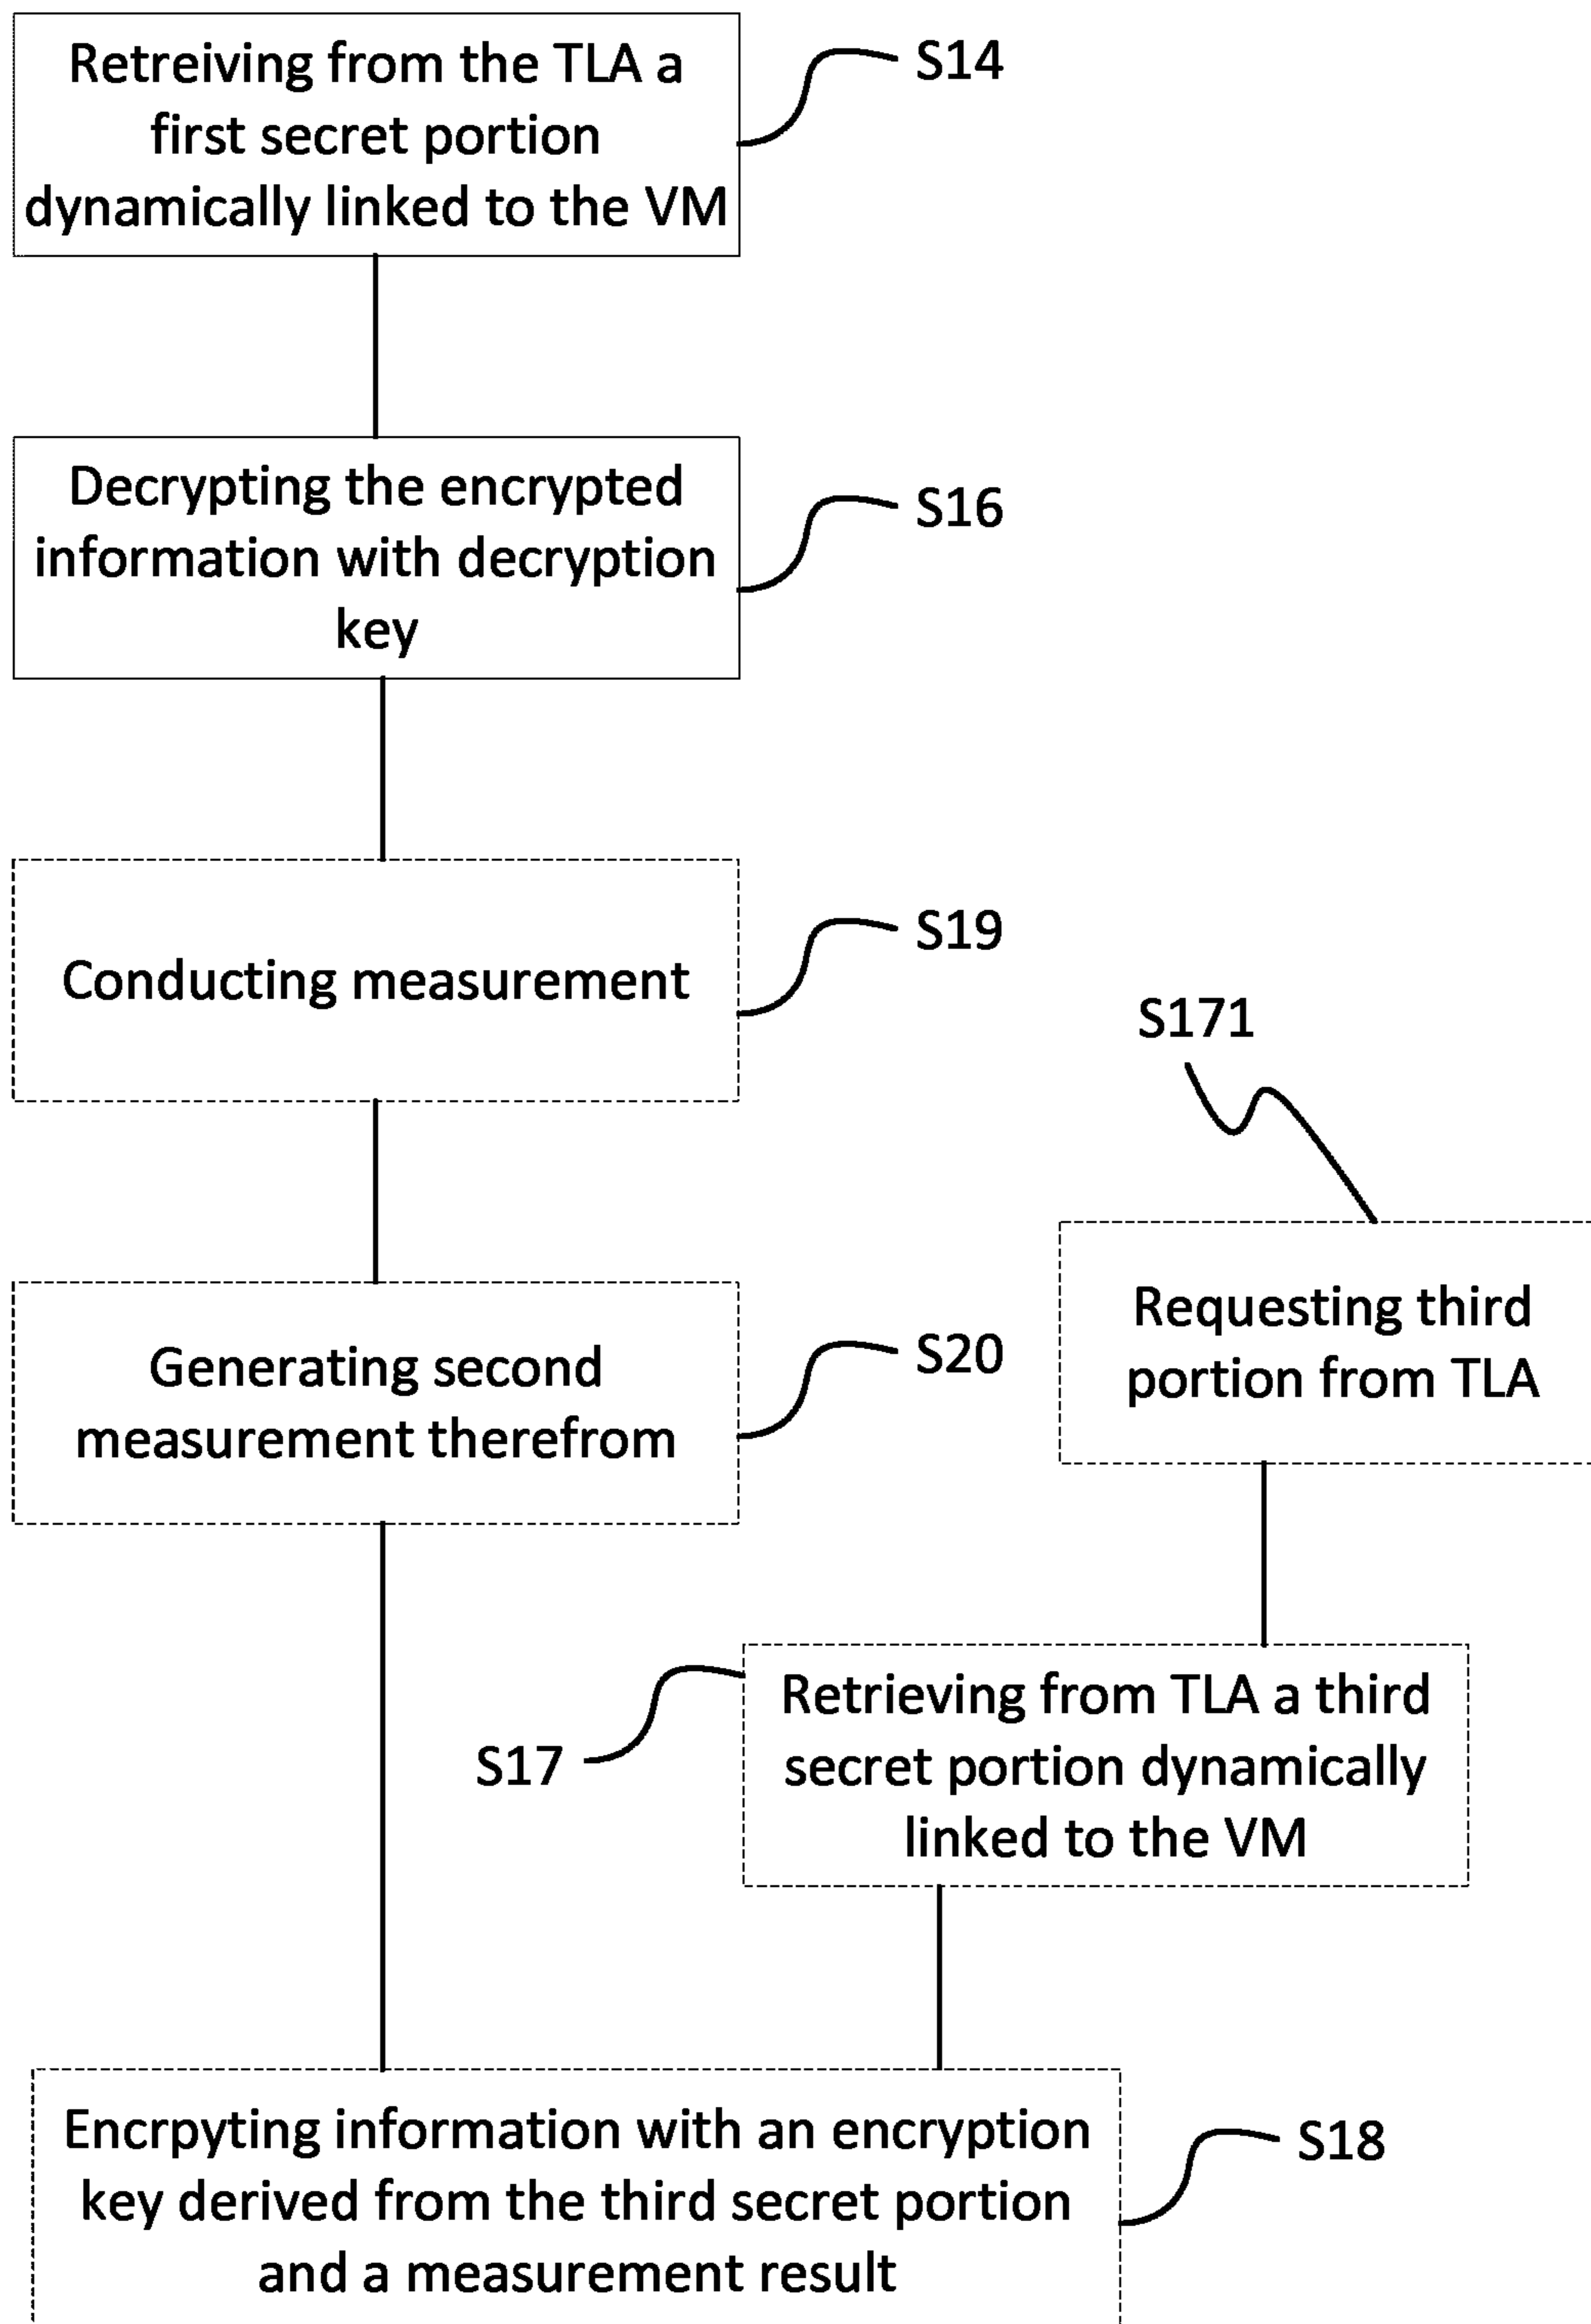 Retreiving from the TLA a
first secret portion
dynamically linked to the VM
S14
Decrypting the encrypted
information with decryption
key
S16
Conducting measurement
S19
S171
Generating second
measurement therefrom
S20
Requesting third
portion from TLA
S17
Retrieving from TLA a third
secret portion dynamically
linked to the VM
Encrpyting information with an encryption
key derived from the third secret portion
and a measurement result
S18